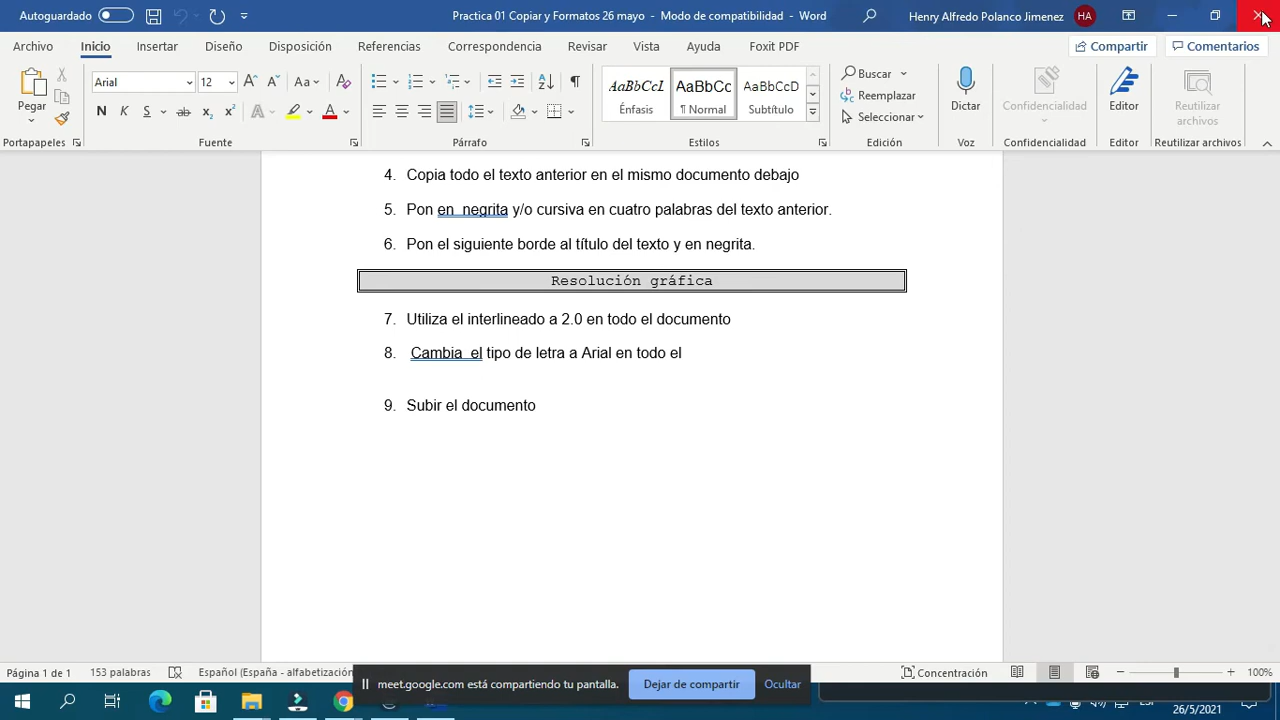 Autoguardado
Practica 01 Copiar y Formatos 26 mayo - Modo de compatibilidad - Word
Henry Alfredo Polanco Jimenez HA
Archivo Inicio Insertar Diseño Disposición Referencias Correspondencia Revisar Vista Ayuda Foxit PDF
Compartir Comentarios
Pegar
Arial 12
Aa
N K S ab x₂ x²
A A
AaBbCcI AaBbCc AaBbCcD
Énfasis ¶ Normal Subtítulo
Buscar
Reemplazar
Seleccionar
Dictar
Confidencialidad
Editor
Reutilizar
archivos
Portapapeles Fuente Párrafo Estilos Edición Voz Confidencialidad Editor Reutilizar archivos
4. Copia todo el texto anterior en el mismo documento debajo
5. Pon en negrita y/o cursiva en cuatro palabras del texto anterior.
6. Pon el siguiente borde al título del texto y en negrita.
Resolución gráfica
7. Utiliza el interlineado a 2.0 en todo el documento
8. Cambia el tipo de letra a Arial en todo el
9. Subir el documento
Página 1 de 1 153 palabras Español (España - alfabetización
Concentración 100%
meet.google.com está compartiendo tu pantalla. Dejar de compartir Ocultar
26/5/2021